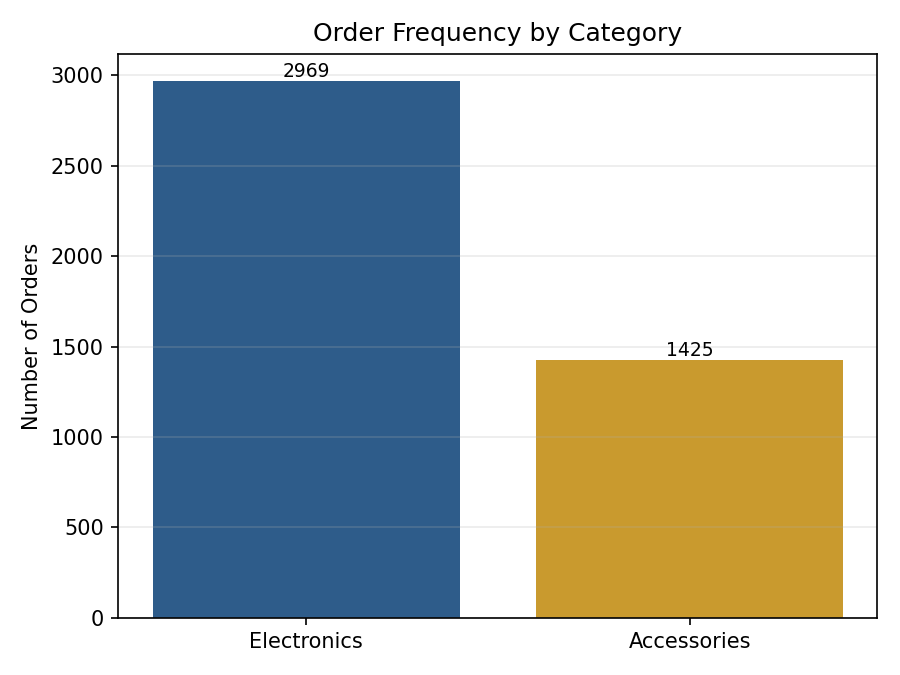 Order Frequency by Category
Number of Orders
3000
2500
2000
1500
1000
500
0
2969
1425
Electronics
Accessories